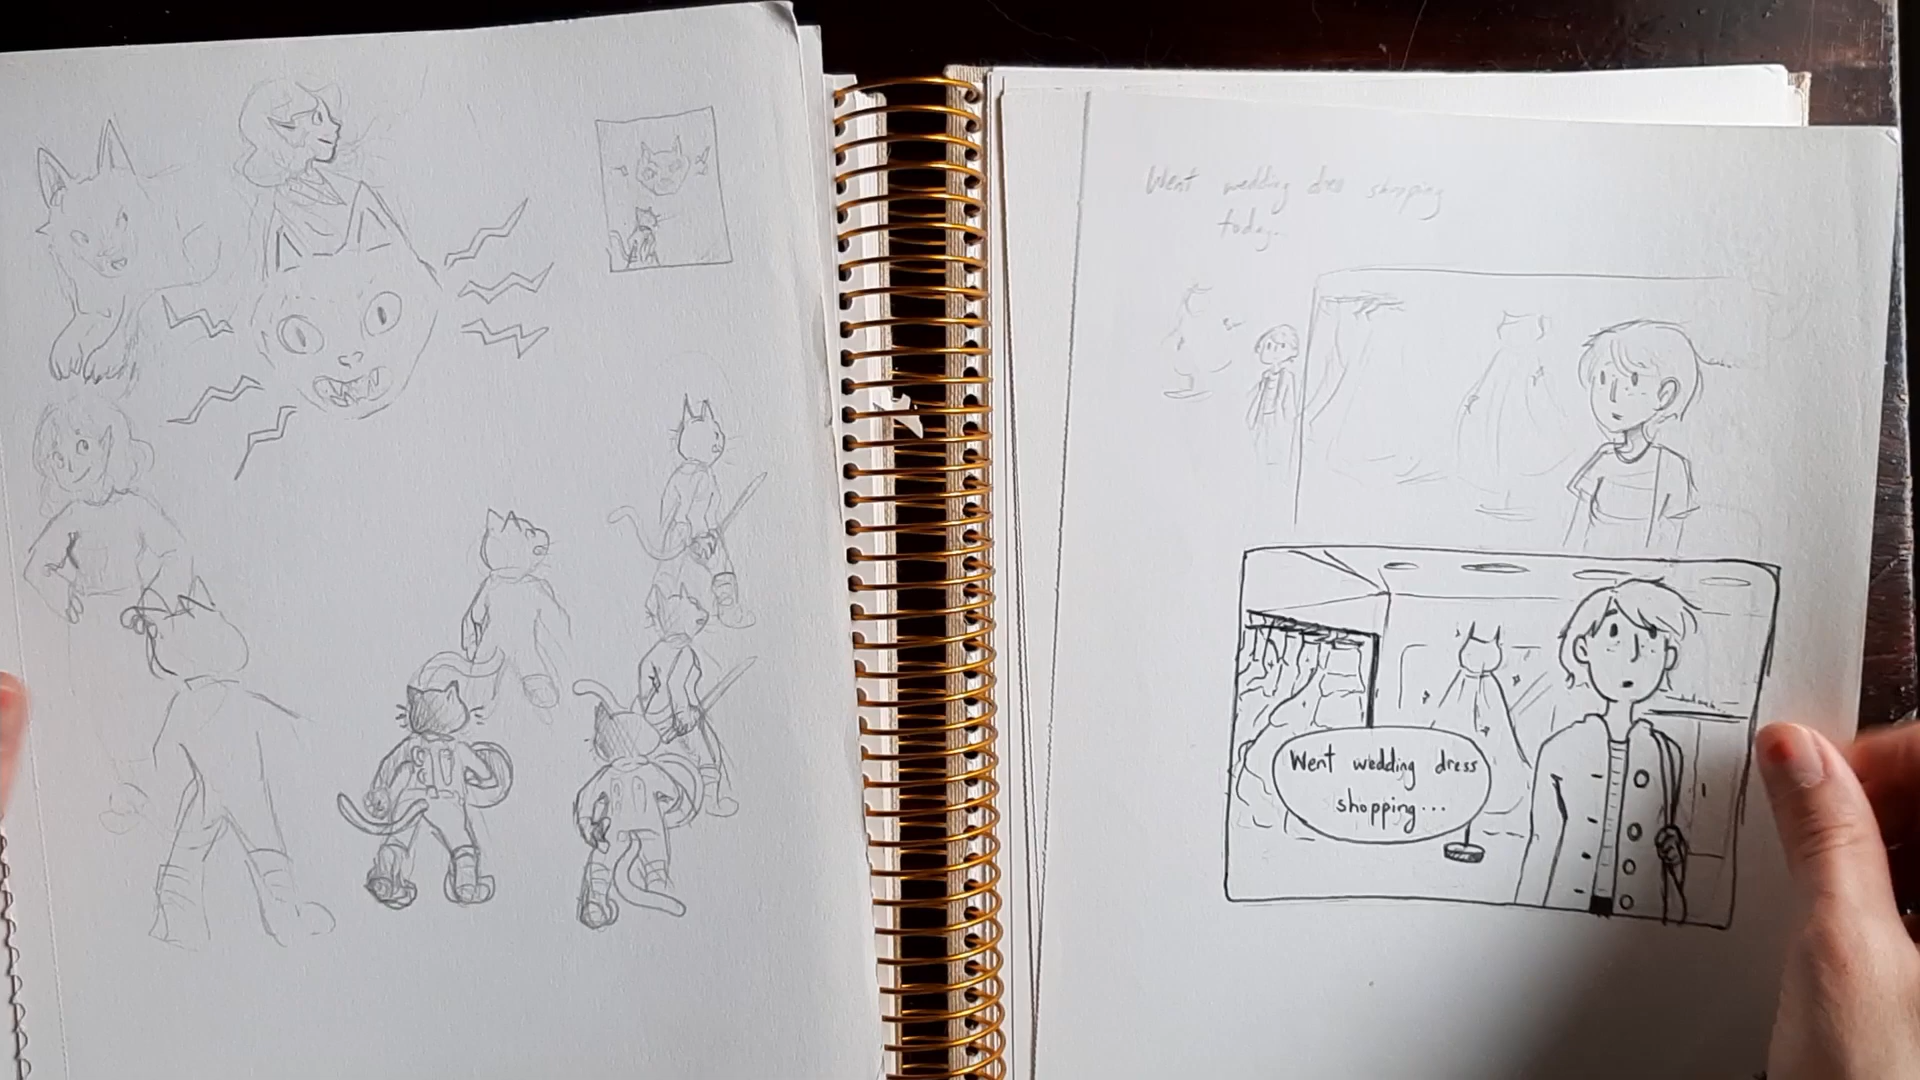 Went wedding dress shopping
today.
Went wedding dress
shopping...